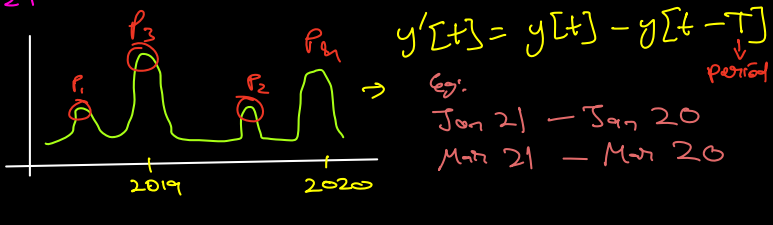 P1
P3
P2
P4
2019
2020
→ y'[t] = y[t] - y[t-T]
↓
Period
Eg:
Jan 21 — Jan 20
Mar 21 — Mar 20